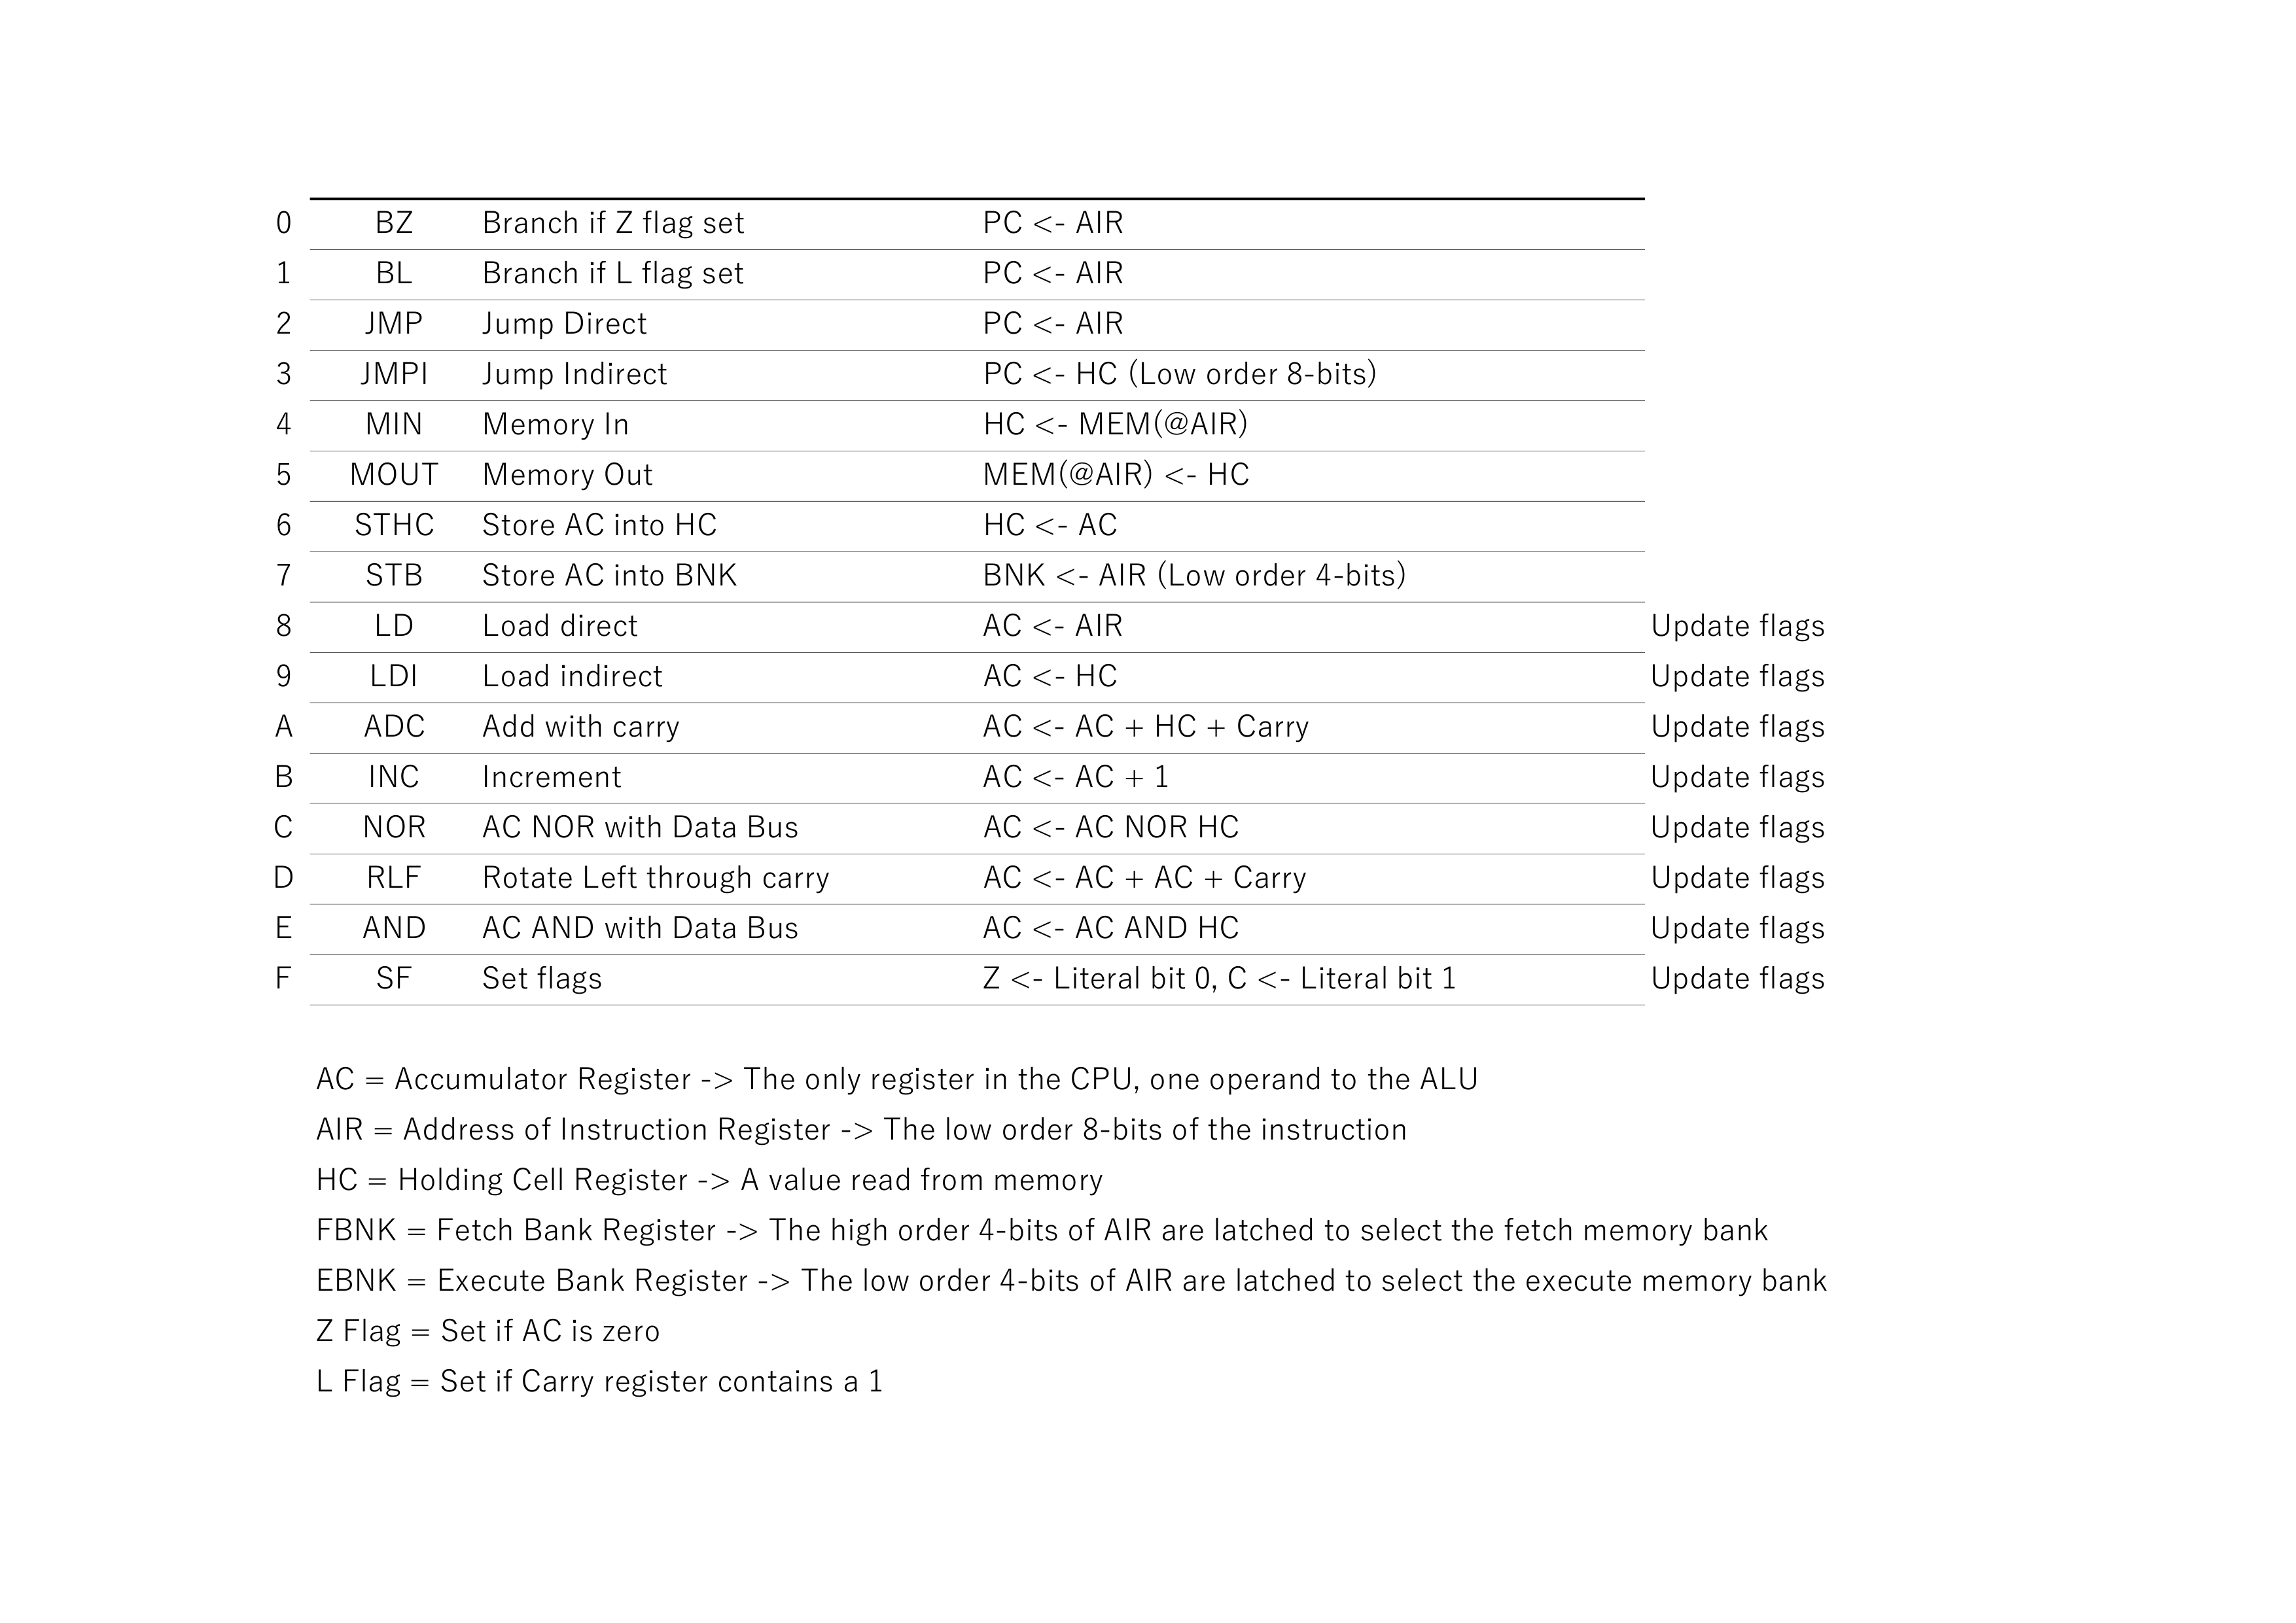 0 BZ Branch if Z flag set PC <- AIR
1 BL Branch if L flag set PC <- AIR
2 JMP Jump Direct PC <- AIR
3 JMPI Jump Indirect PC <- HC (Low order 8-bits)
4 MIN Memory In HC <- MEM(@AIR)
5 MOUT Memory Out MEM(@AIR) <- HC
6 STHC Store AC into HC HC <- AC
7 STB Store AC into BNK BNK <- AIR (Low order 4-bits)
8 LD Load direct AC <- AIR Update flags
9 LDI Load indirect AC <- HC Update flags
A ADC Add with carry AC <- AC + HC + Carry Update flags
B INC Increment AC <- AC + 1 Update flags
C NOR AC NOR with Data Bus AC <- AC NOR HC Update flags
D RLF Rotate Left through carry AC <- AC + AC + Carry Update flags
E AND AC AND with Data Bus AC <- AC AND HC Update flags
F SF Set flags Z <- Literal bit 0, C <- Literal bit 1 Update flags
AC = Accumulator Register -> The only register in the CPU, one operand to the ALU
AIR = Address of Instruction Register -> The low order 8-bits of the instruction
HC = Holding Cell Register -> A value read from memory
FBNK = Fetch Bank Register -> The high order 4-bits of AIR are latched to select the fetch memory bank
EBNK = Execute Bank Register -> The low order 4-bits of AIR are latched to select the execute memory bank
Z Flag = Set if AC is zero
L Flag = Set if Carry register contains a 1